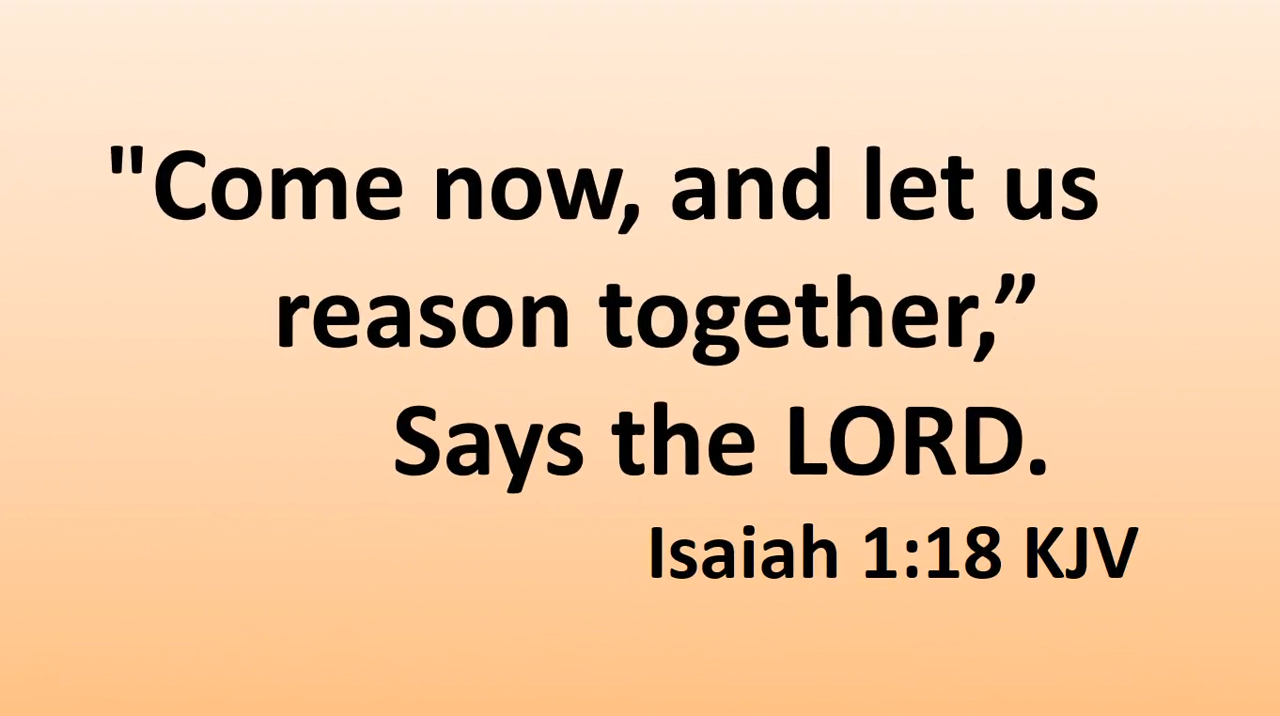 "Come now, and let us
reason together,”
Says the LORD.
Isaiah 1:18 KJV